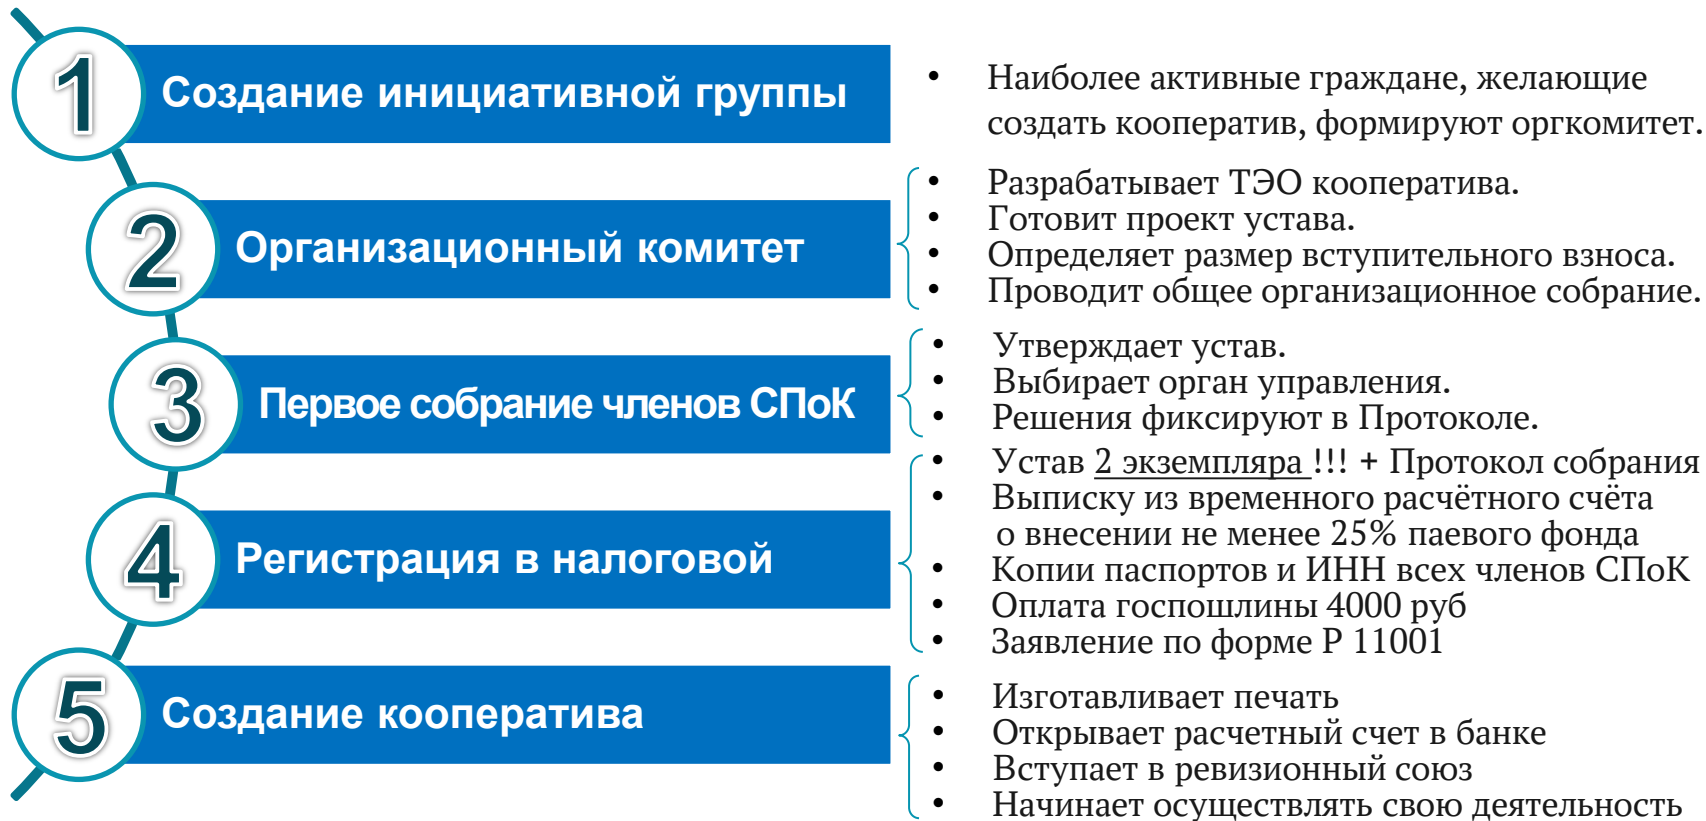 1
Создание инициативной группы
• Наиболее активные граждане, желающие
создать кооператив, формируют оргкомитет.
2
Организационный комитет
• Разрабатывает ТЭО кооператива.
• Готовит проект устава.
• Определяет размер вступительного взноса.
• Проводит общее организационное собрание.
3
Первое собрание членов СПоК
• Утверждает устав.
• Выбирает орган управления.
• Решения фиксируют в Протоколе.
4
Регистрация в налоговой
• Устав 2 экземпляра !!! + Протокол собрания
• Выписку из временного расчётного счёта
о внесении не менее 25% паевого фонда
• Копии паспортов и ИНН всех членов СПоК
• Оплата госпошлины 4000 руб
• Заявление по форме Р 11001
5
Создание кооператива
• Изготавливает печать
• Открывает расчетный счет в банке
• Вступает в ревизионный союз
• Начинает осуществлять свою деятельность